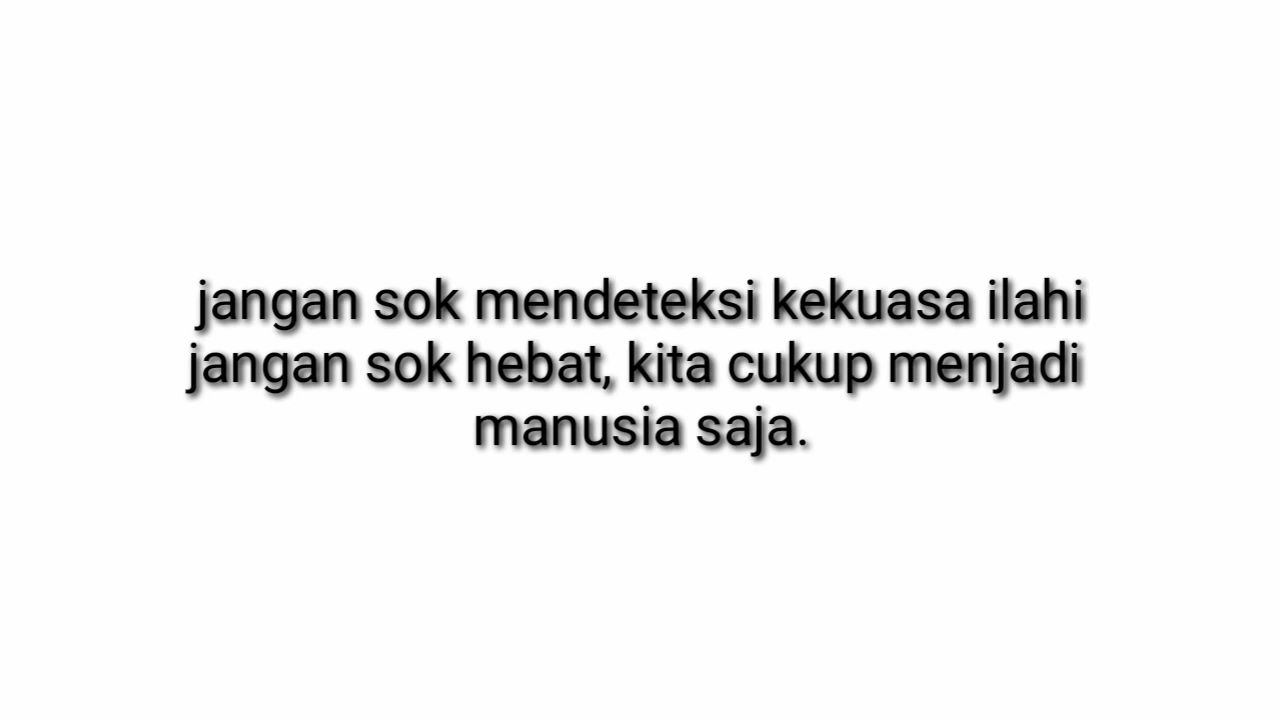 jangan sok mendeteksi kekuasa ilahi
jangan sok hebat, kita cukup menjadi
manusia saja.